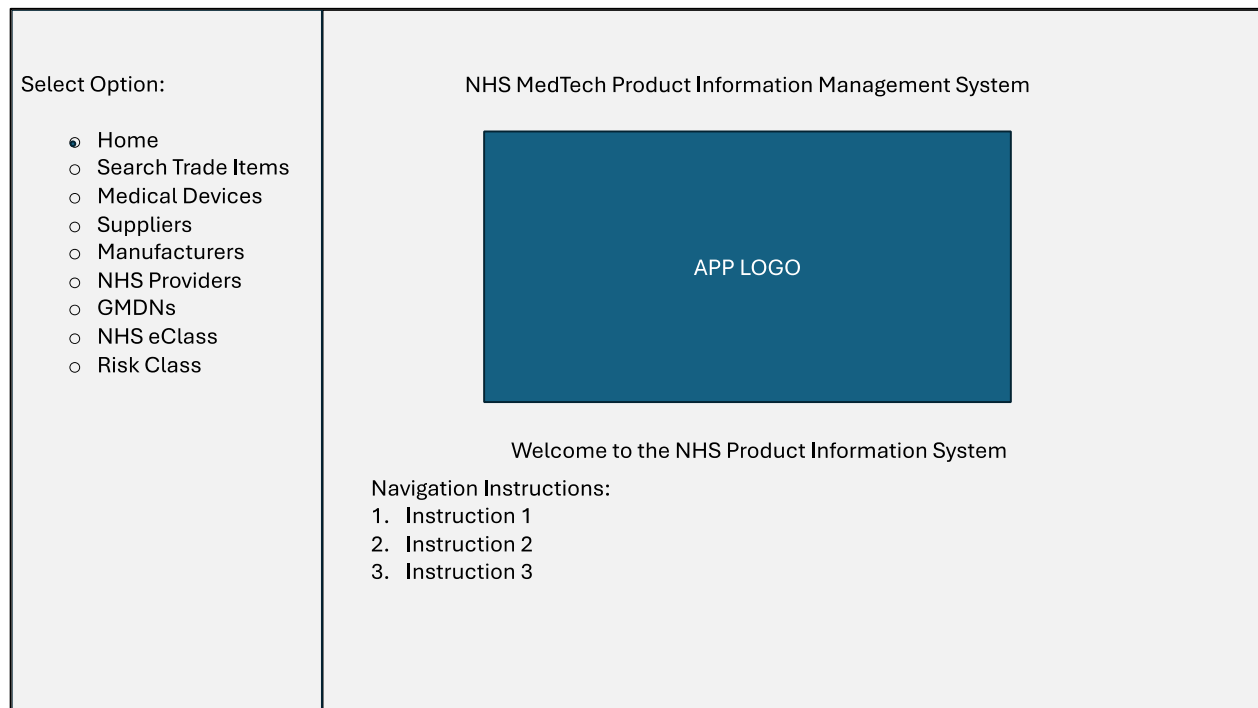 Select Option:
Home
Search Trade Items
Medical Devices
Suppliers
Manufacturers
NHS Providers
GMDNs
NHS eClass
Risk Class
NHS MedTech Product Information Management System
APP LOGO
Welcome to the NHS Product Information System
Navigation Instructions:
1. Instruction 1
2. Instruction 2
3. Instruction 3